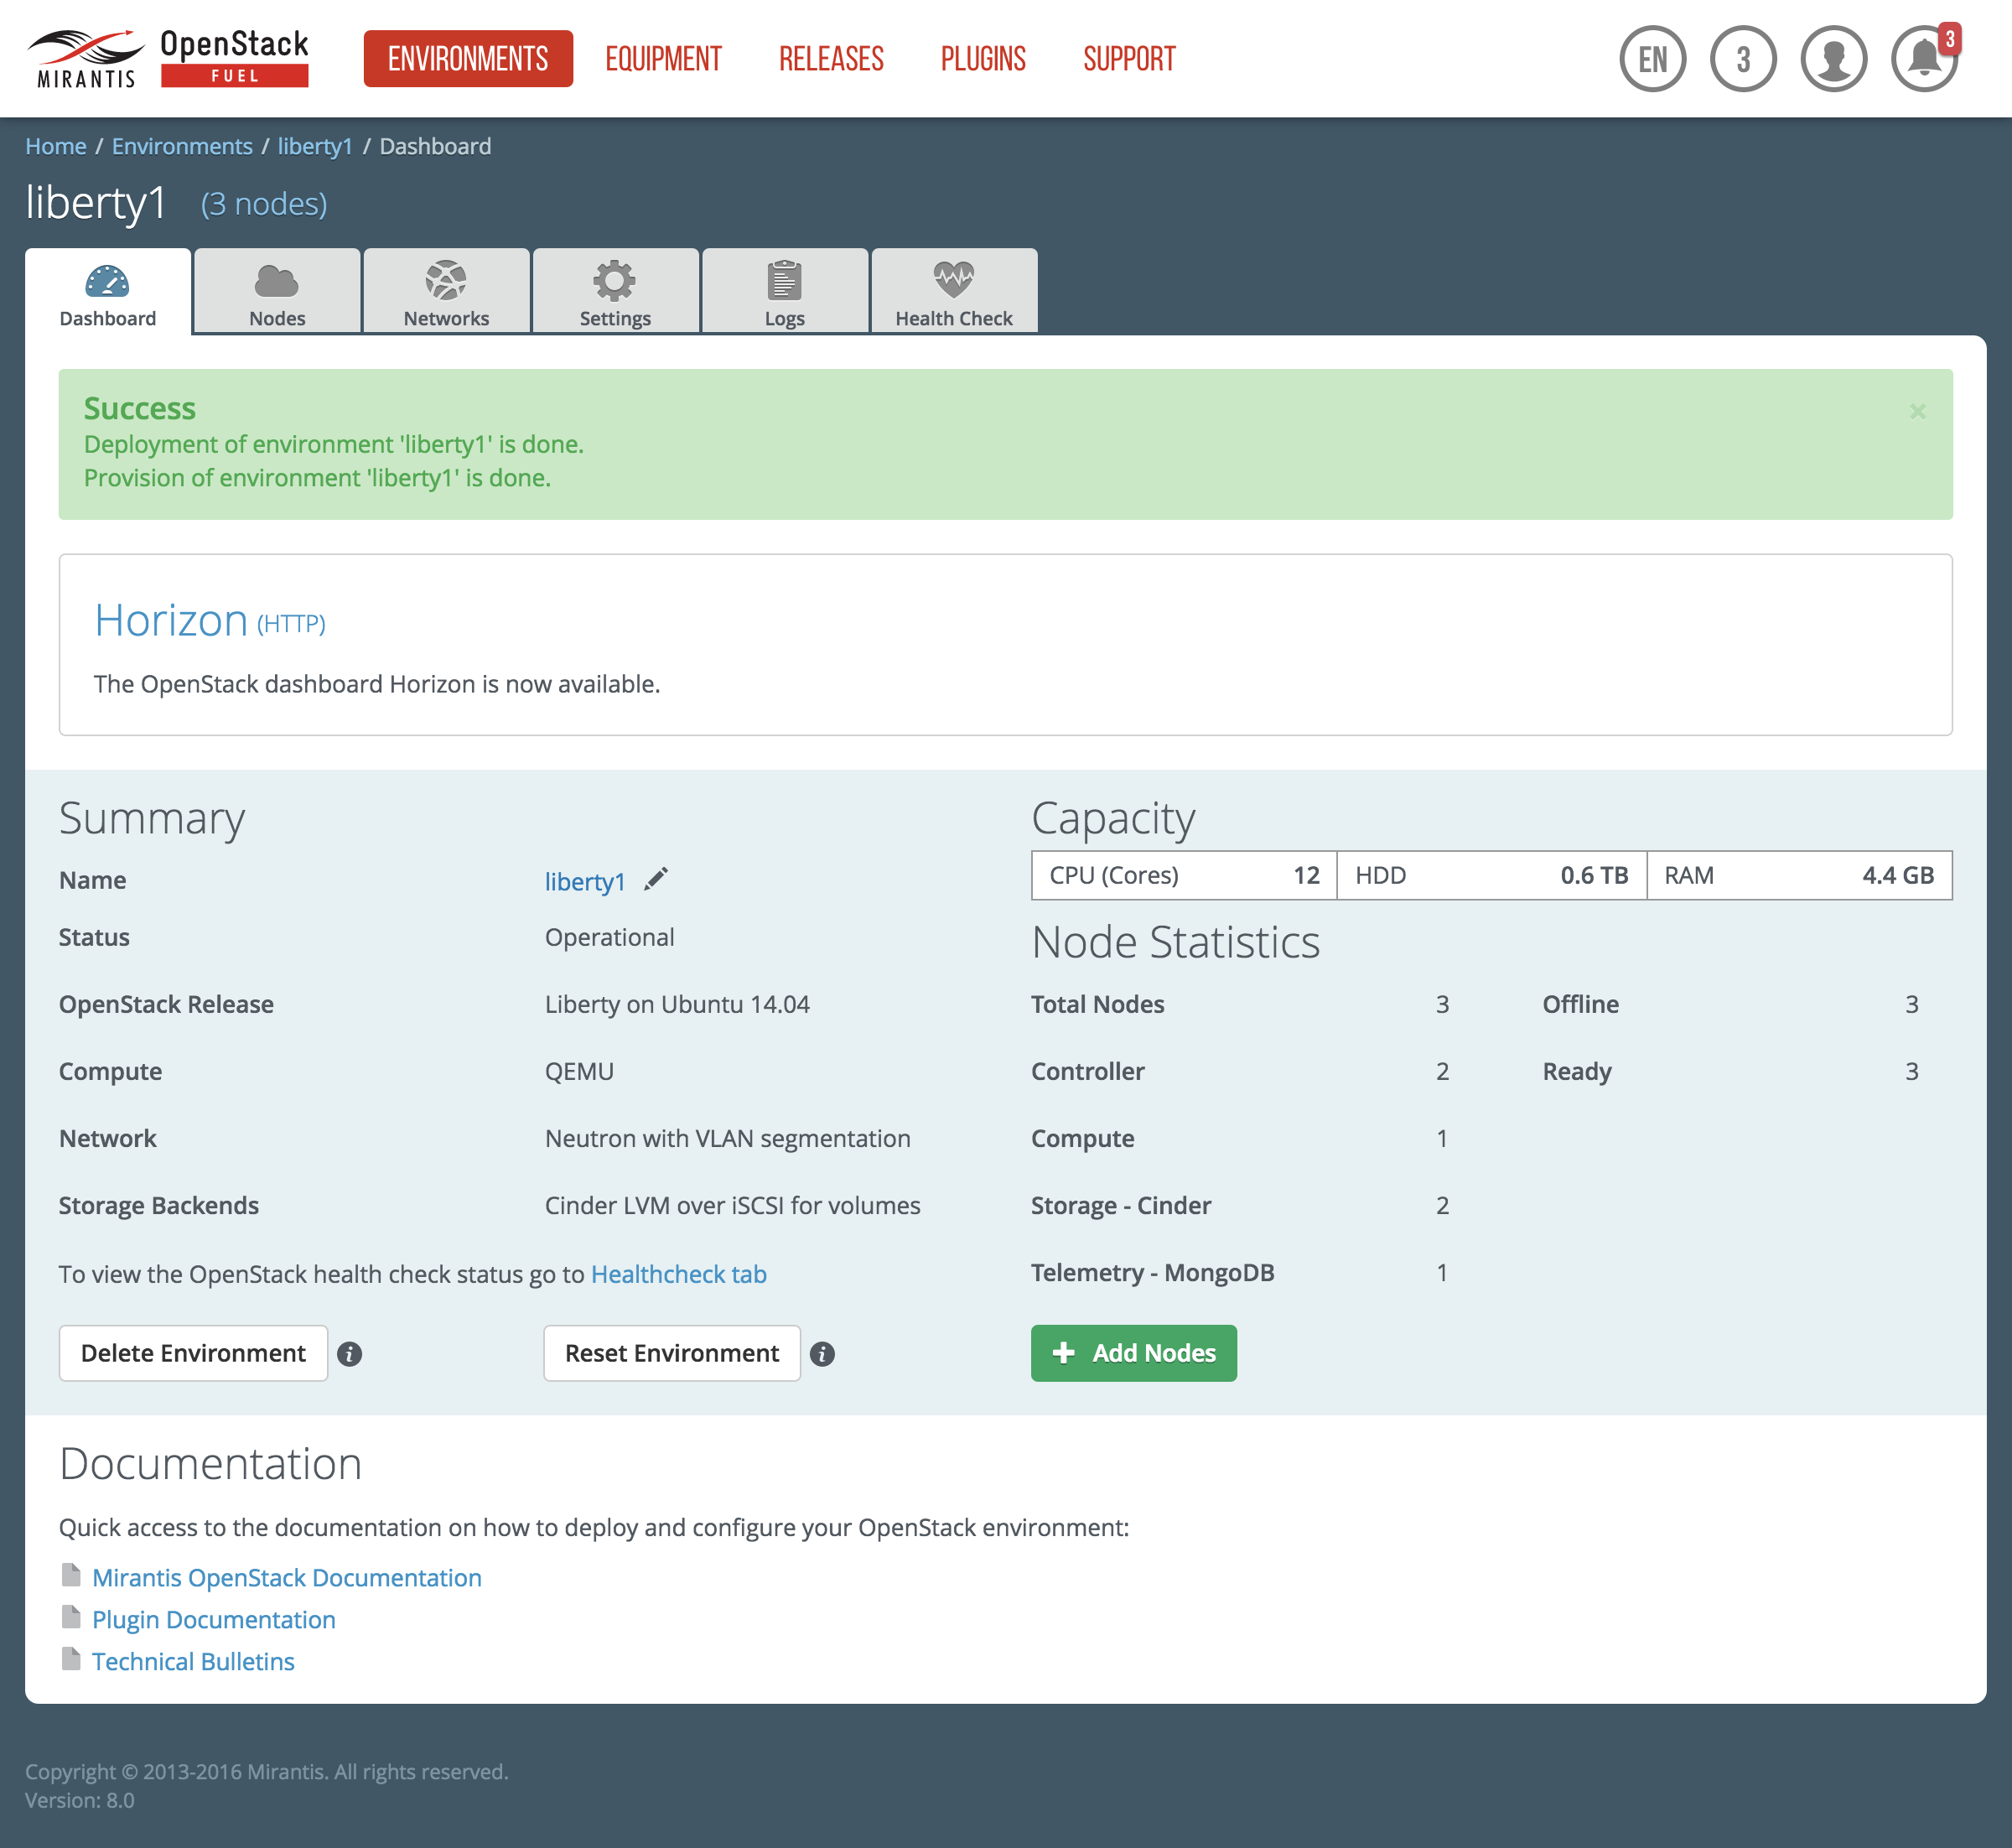 MIRANTIS
OpenStack
FUEL
ENVIRONMENTS EQUIPMENT RELEASES PLUGINS SUPPORT
EN 3 3
Home / Environments / liberty1 / Dashboard
liberty1 (3 nodes)
Dashboard Nodes Networks Settings Logs Health Check
Success ×
Deployment of environment 'liberty1' is done.
Provision of environment 'liberty1' is done.
Horizon (HTTP)
The OpenStack dashboard Horizon is now available.
Summary
Name liberty1
Status Operational
OpenStack Release Liberty on Ubuntu 14.04
Compute QEMU
Network Neutron with VLAN segmentation
Storage Backends Cinder LVM over iSCSI for volumes
To view the OpenStack health check status go to Healthcheck tab
Delete Environment i Reset Environment i
Capacity
CPU (Cores) 12 HDD 0.6 TB RAM 4.4 GB
Node Statistics
Total Nodes 3 Offline 3
Controller 2 Ready 3
Compute 1
Storage - Cinder 2
Telemetry - MongoDB 1
+ Add Nodes
Documentation
Quick access to the documentation on how to deploy and configure your OpenStack environment:
Mirantis OpenStack Documentation
Plugin Documentation
Technical Bulletins
Copyright © 2013-2016 Mirantis. All rights reserved.
Version: 8.0